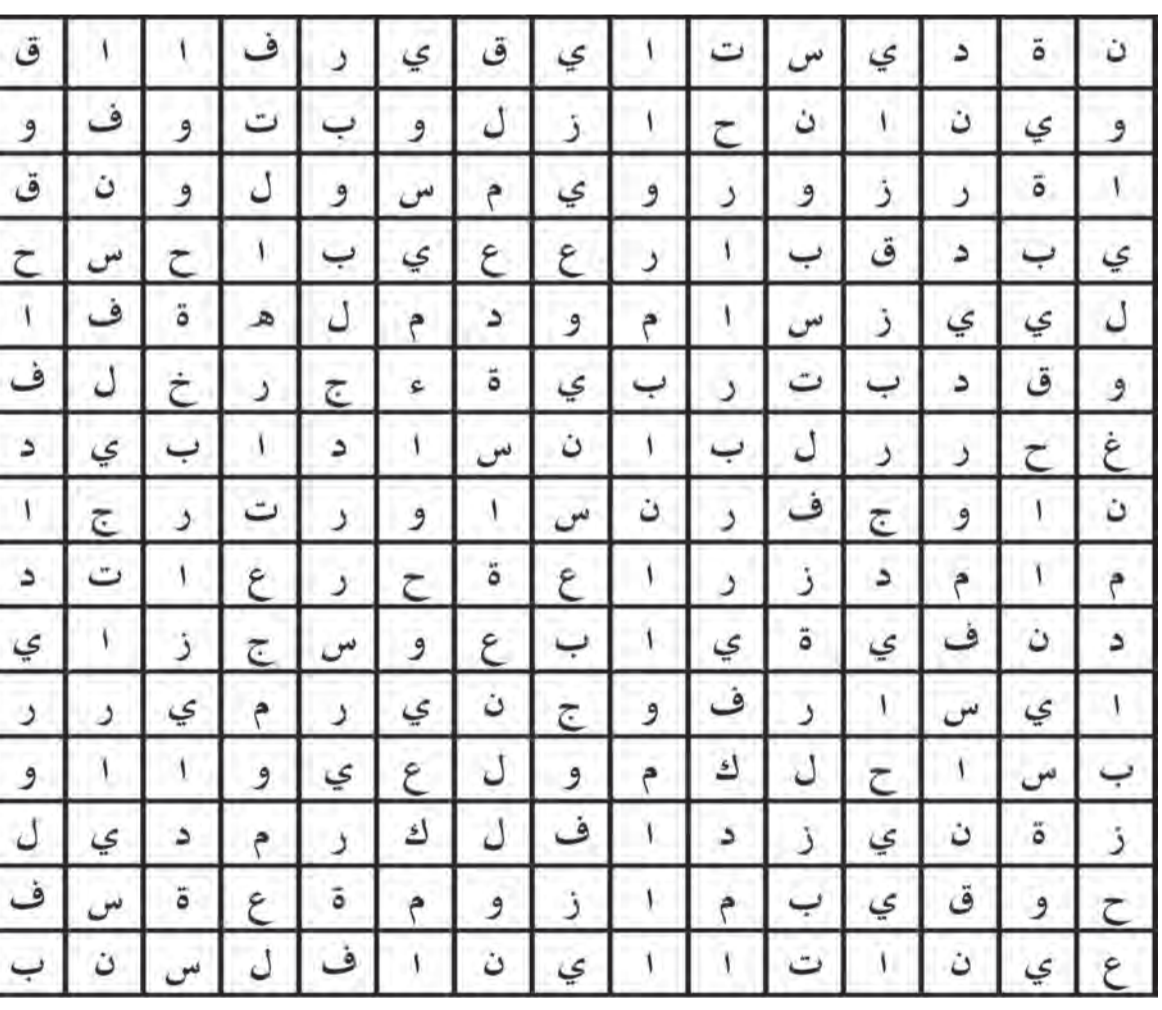 ن ة د ي س ت ا ي ق ي ر ف ا ا ق
و ي ن ا ن ح ا ز ل و ب ت و ف و
ا ة ر ز و ر و ي م س و ل و ن ق
ي ب د ق ب ا ر ع ع ي ب ا ح س ح
ل ي ي ز س ا م و د م ل ه ة ف ا
و ق د ب ت ر ب ي ة ء ج ر خ ل ف
غ ح ر ر ل ب ا ن س ا د ا ب ي د
ن ا و ج ف ر ن س ا و ر ت ر ج ا
م ا م د ز ر ا ع ة ح ر ع ا ت د
د ن ف ي ة ي ا ب ع و س ج ز ا ي
ا ي س ا ر ف و ج ن ي ر م ي ر ر
ب س ا ح ل ك م و ل ع ي و ا ا و
ز ة ن ي ز د ا ف ل ك ر م د ي ل
ح و ق ي ب م ا ز و م ة ع ة س ف
ع ي ن ا ت ا ا ي ن ا ف ل س ن ب